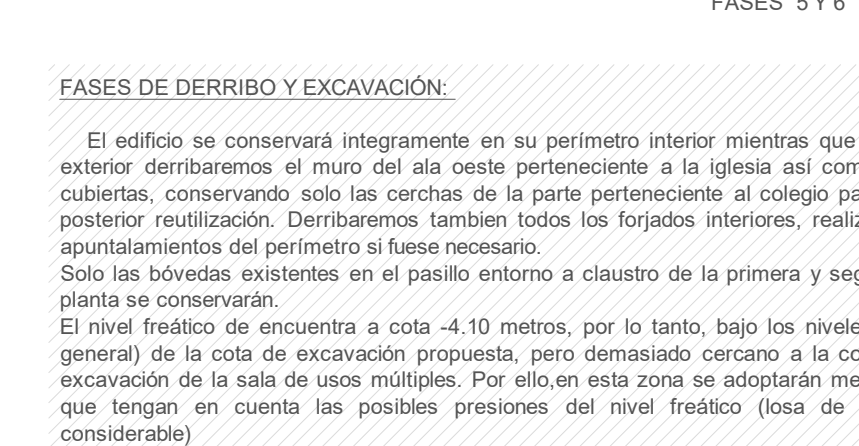 FASES 5 Y 6
FASES DE DERRIBO Y EXCAVACIÓN:
El edificio se conservará integramente en su perímetro interior mientras que
exterior derribaremos el muro del ala oeste perteneciente a la iglesia así com
cubiertas, conservando solo las cerchas de la parte perteneciente al colegio pa
posterior reutilización. Derribaremos tambien todos los forjados interiores, realiz
apuntalamientos del perímetro si fuese necesario.
Solo las bóvedas existentes en el pasillo entorno a claustro de la primera y seg
planta se conservarán.
El nivel freático de encuentra a cota -4.10 metros, por lo tanto, bajo los nivele
general) de la cota de excavación propuesta, pero demasiado cercano a la co
excavación de la sala de usos múltiples. Por ello,en esta zona se adoptarán me
que tengan en cuenta las posibles presiones del nivel freático (losa de
considerable)